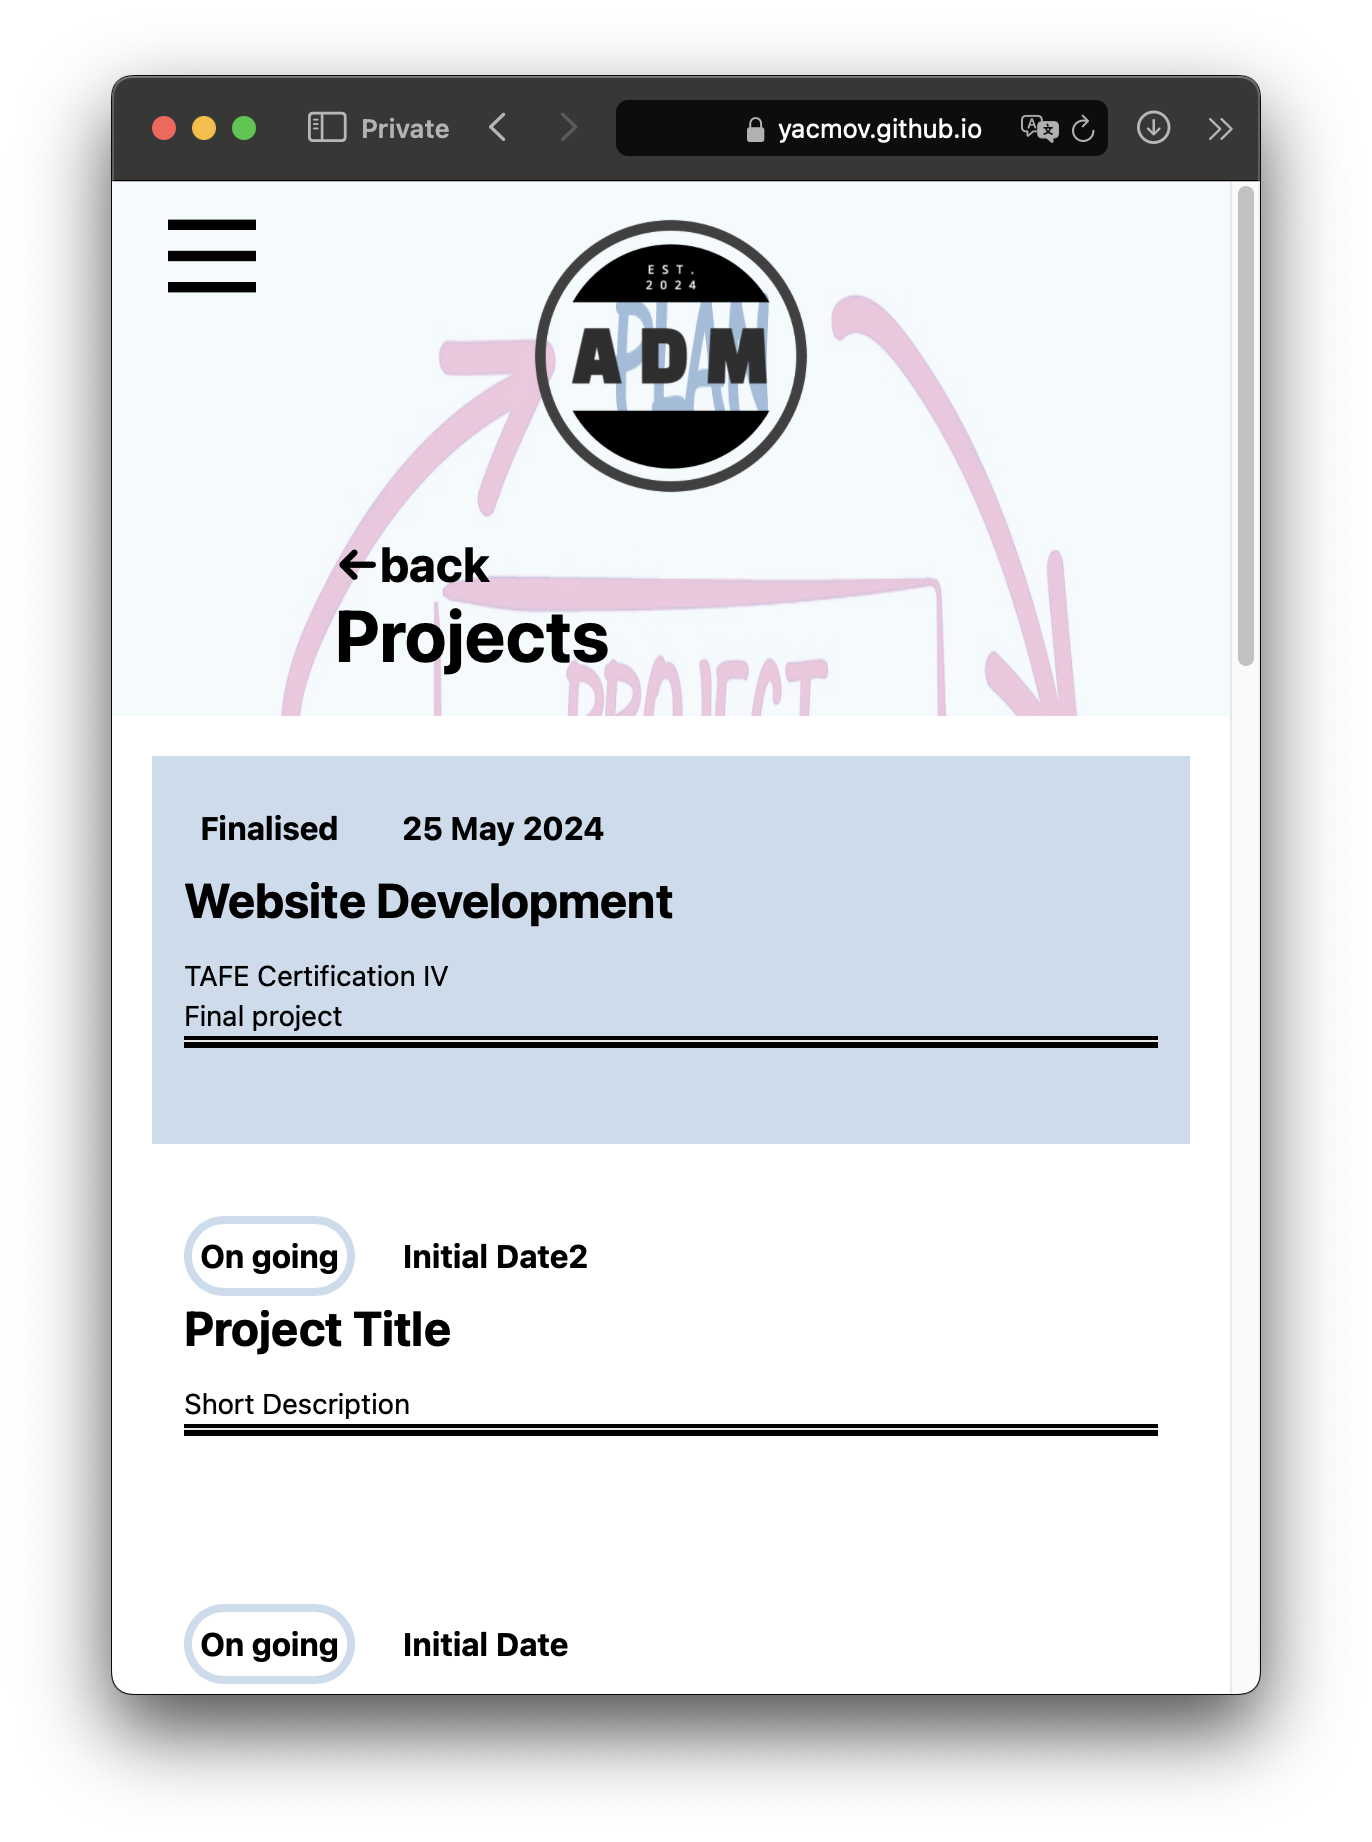 Private
yacmov.github.io
EST.
2024
PLAN
ADM
←back
Projects
PROJECT
Finalised 25 May 2024
Website Development
TAFE Certification IV
Final project
On going Initial Date2
Project Title
Short Description
On going Initial Date